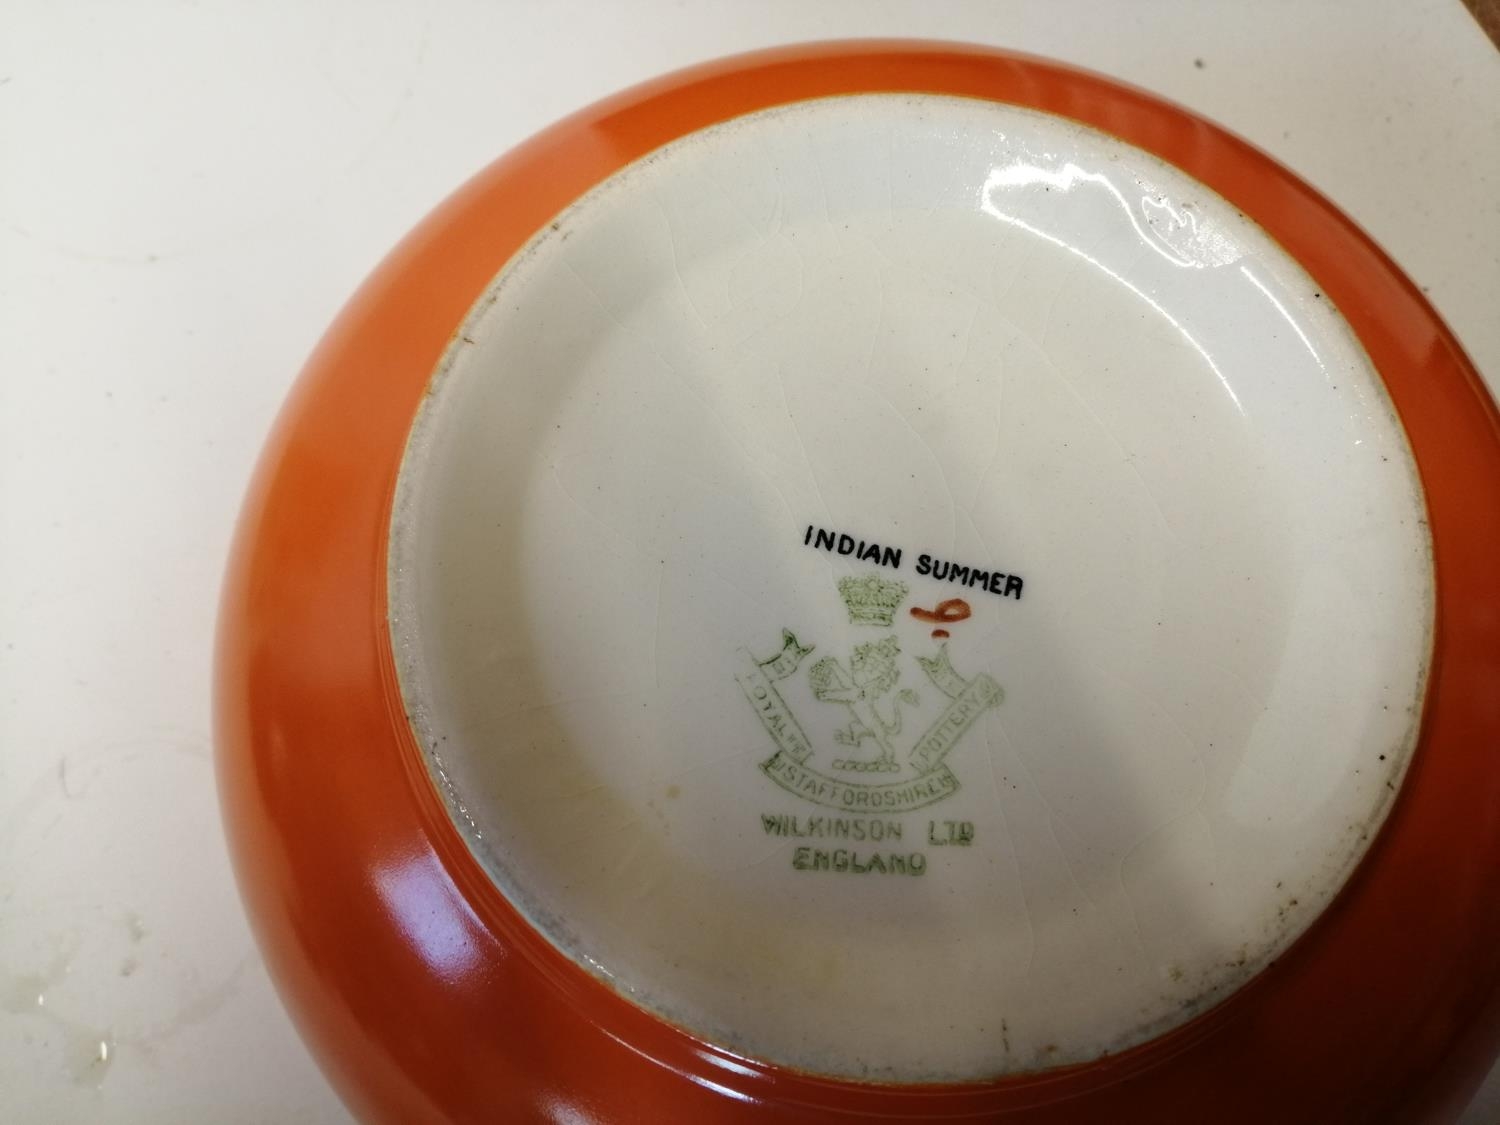 INDIAN SUMMER
ROYAL
STAFFORDSHIRE
POTTERY
WILKINSON LTD
ENGLAND